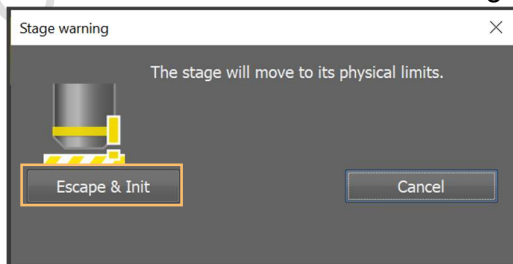 Stage warning
The stage will move to its physical limits.
Escape & Init
Cancel